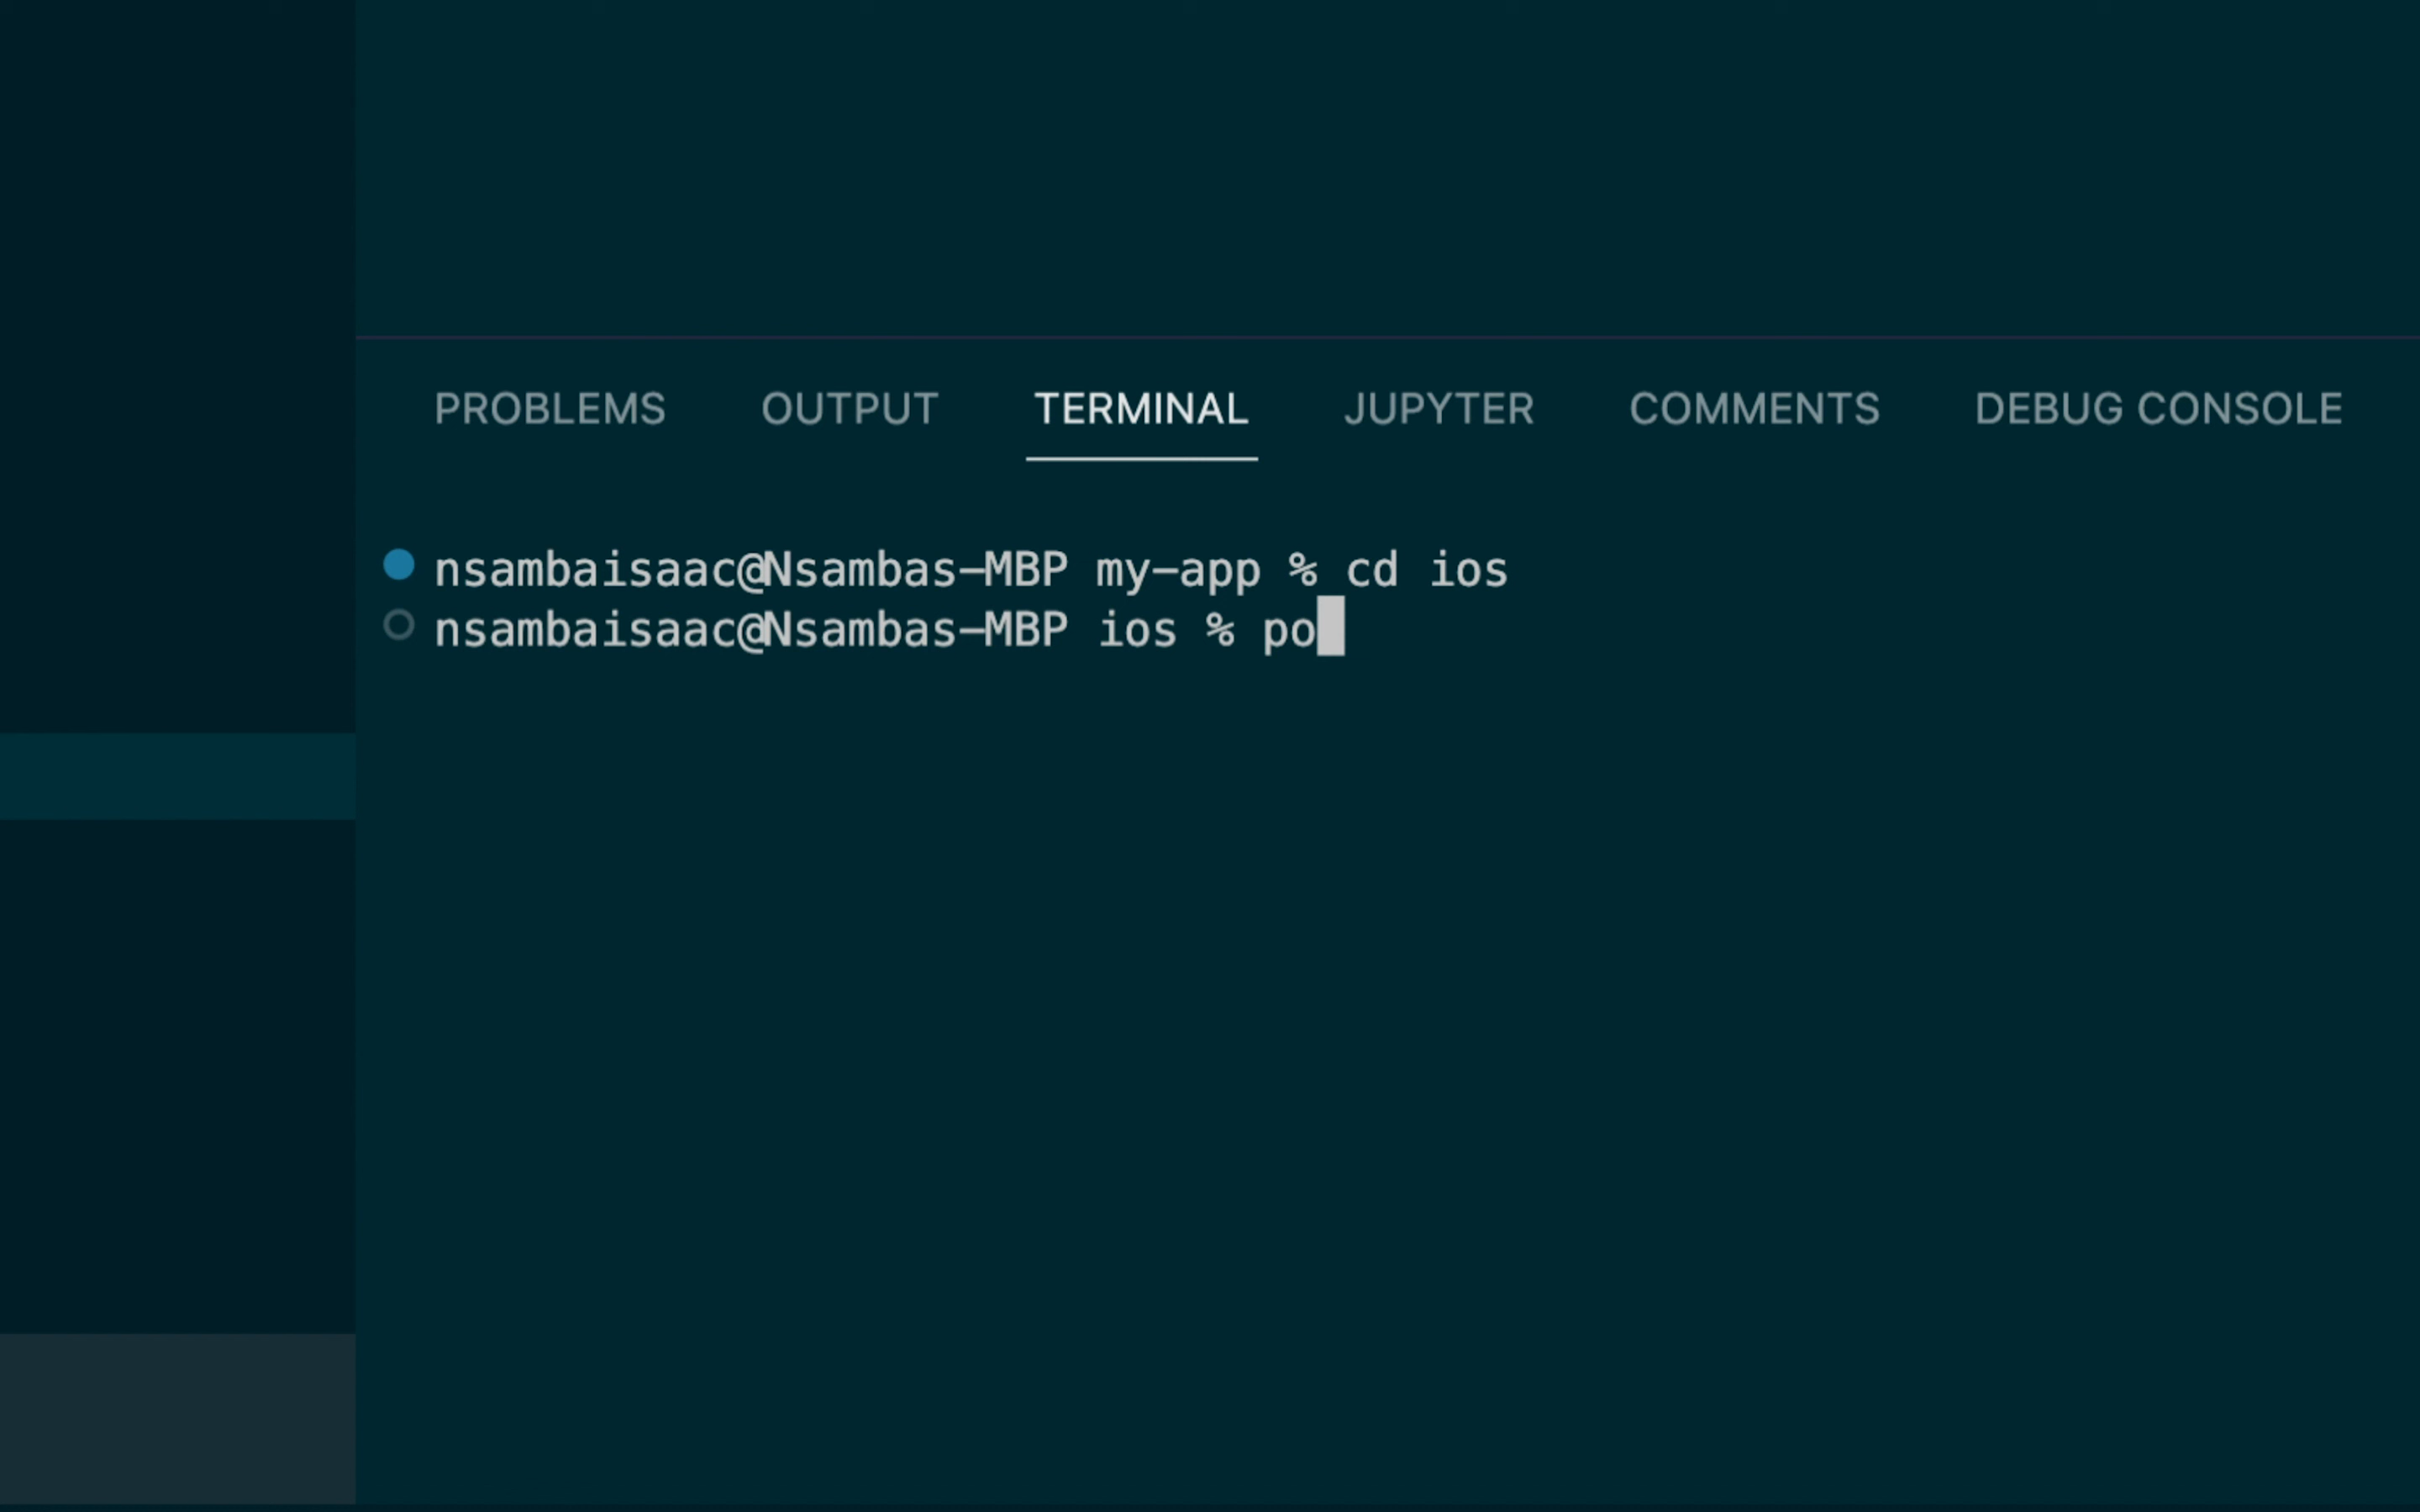 PROBLEMS OUTPUT TERMINAL JUPYTER COMMENTS DEBUG CONSOLE
nsambaisaac@Nsambas-MBP my-app % cd ios
nsambaisaac@Nsambas-MBP ios % po